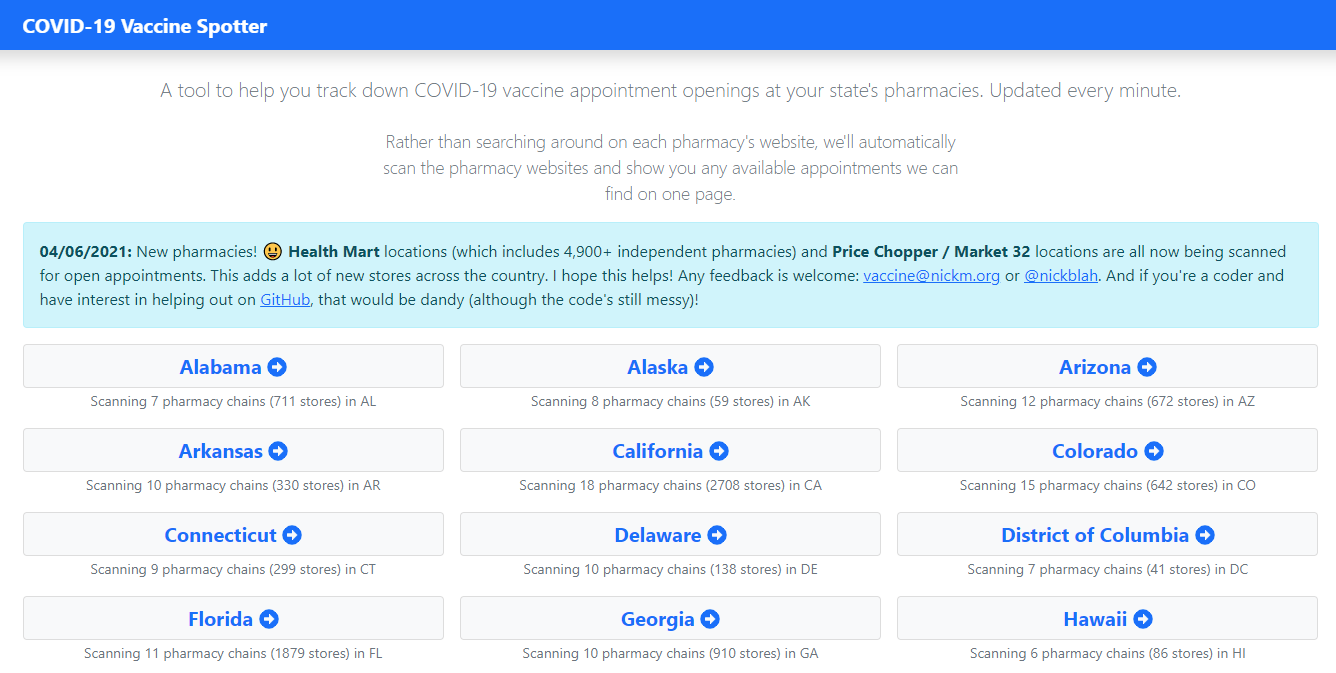 COVID-19 Vaccine Spotter
A tool to help you track down COVID-19 vaccine appointment openings at your state's pharmacies. Updated every minute.
Rather than searching around on each pharmacy's website, we'll automatically
scan the pharmacy websites and show you any available appointments we can
find on one page.
04/06/2021: New pharmacies! 😃 Health Mart locations (which includes 4,900+ independent pharmacies) and Price Chopper / Market 32 locations are all now being scanned
for open appointments. This adds a lot of new stores across the country. I hope this helps! Any feedback is welcome: vaccine@nickm.org or @nickblah. And if you're a coder and
have interest in helping out on GitHub, that would be dandy (although the code's still messy)!
Alabama
Scanning 7 pharmacy chains (711 stores) in AL
Alaska
Scanning 8 pharmacy chains (59 stores) in AK
Arizona
Scanning 12 pharmacy chains (672 stores) in AZ
Arkansas
Scanning 10 pharmacy chains (330 stores) in AR
California
Scanning 18 pharmacy chains (2708 stores) in CA
Colorado
Scanning 15 pharmacy chains (642 stores) in CO
Connecticut
Scanning 9 pharmacy chains (299 stores) in CT
Delaware
Scanning 10 pharmacy chains (138 stores) in DE
District of Columbia
Scanning 7 pharmacy chains (41 stores) in DC
Florida
Scanning 11 pharmacy chains (1879 stores) in FL
Georgia
Scanning 10 pharmacy chains (910 stores) in GA
Hawaii
Scanning 6 pharmacy chains (86 stores) in HI